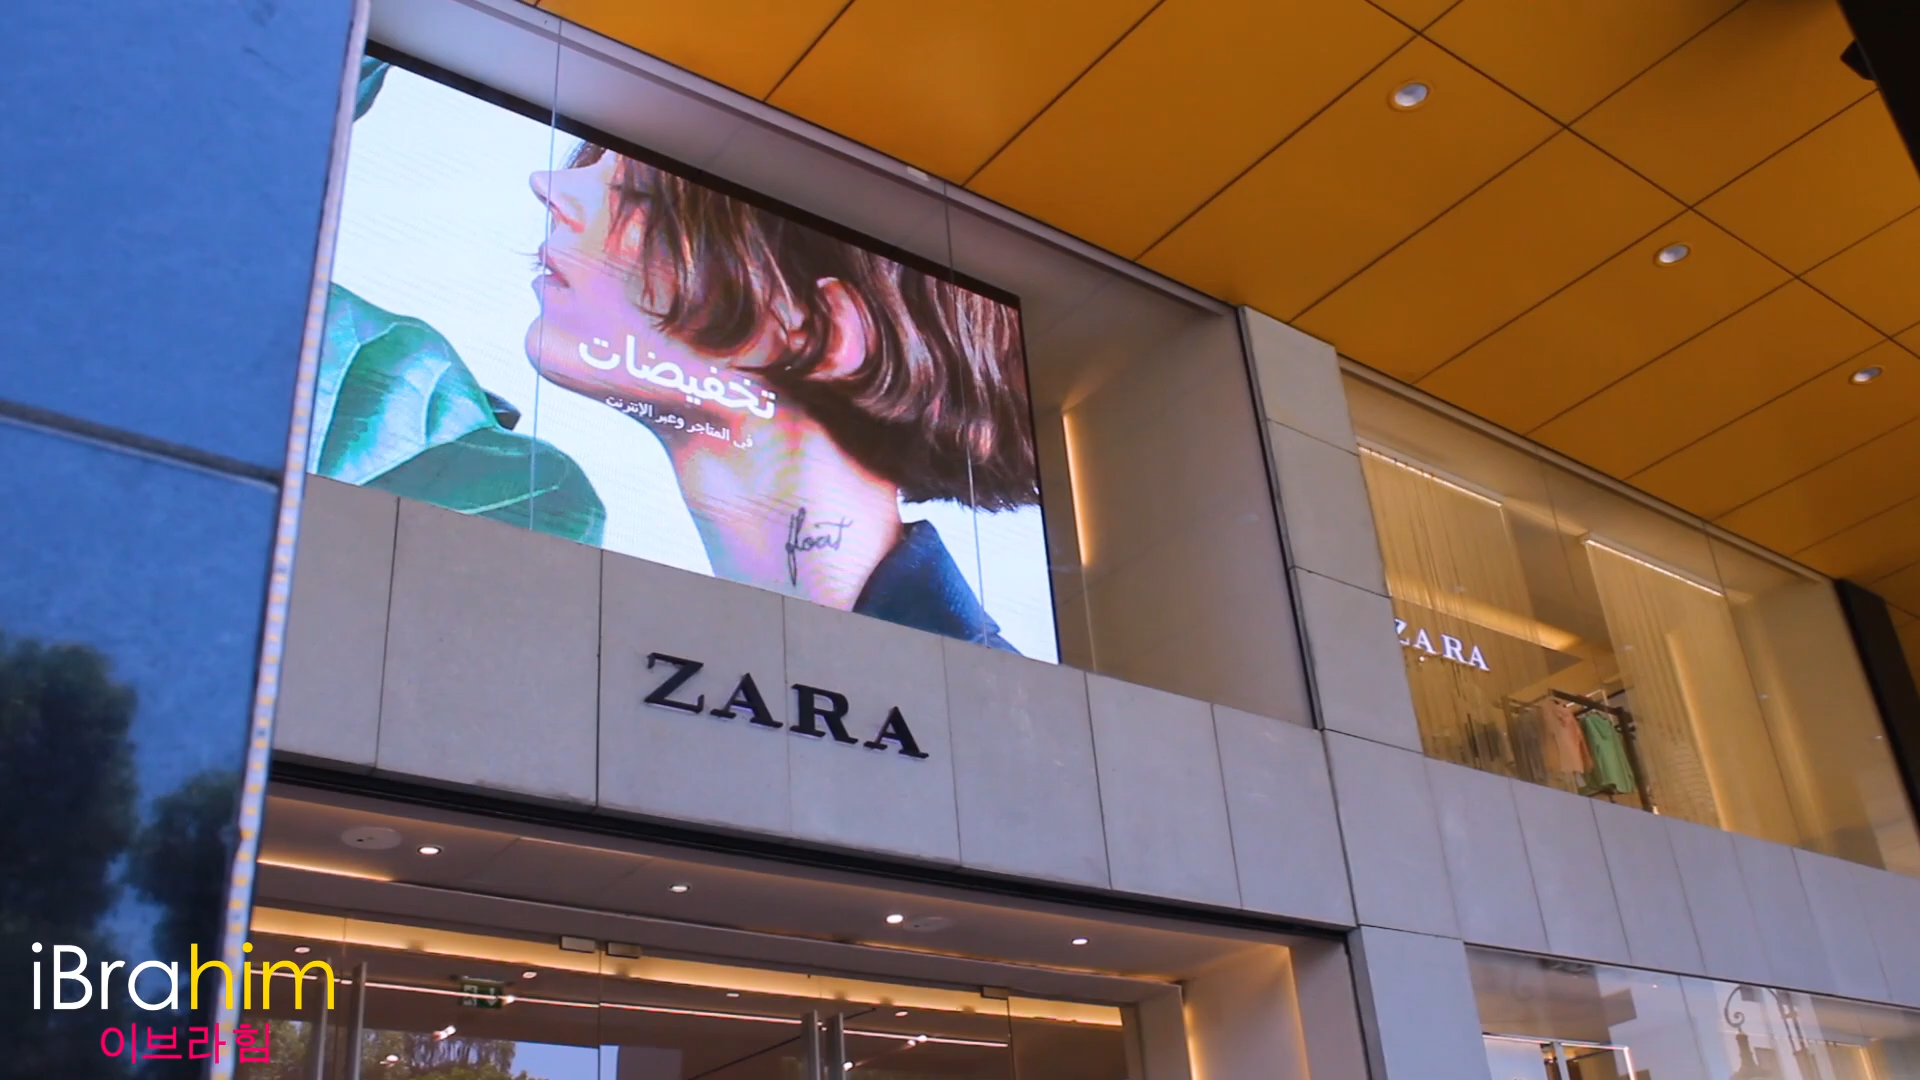 تخفيضات
في المتاجر وعبر الإنترنت
float
ZARA
ZARA
iBrahim
이브라힘